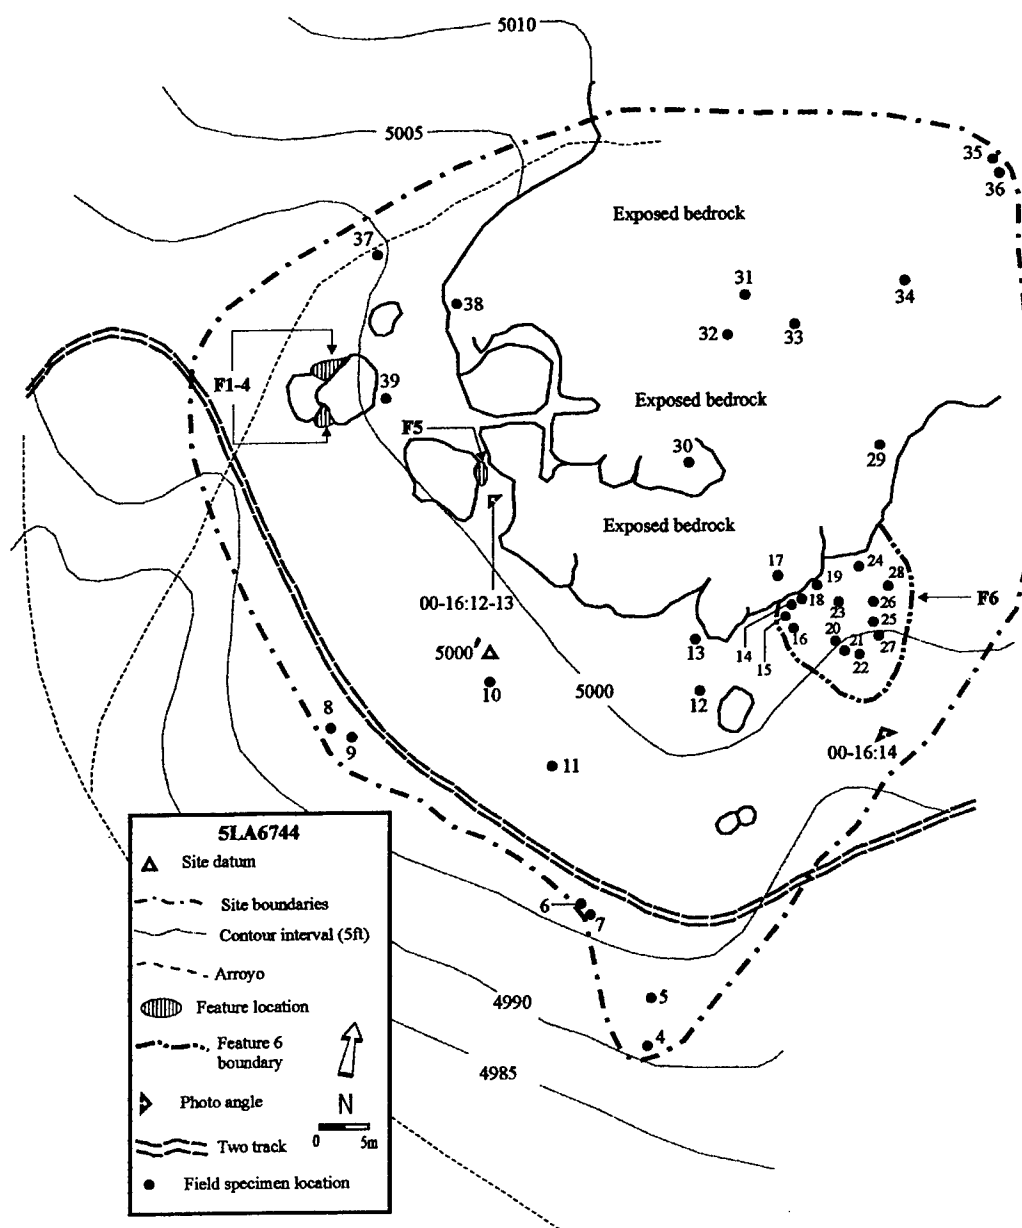 5010
5005
35
36
Exposed bedrock
37
31
34
38
32
33
F1-4
39
Exposed bedrock
F5
30
29
Exposed bedrock
17
24
19
28
00-16:12-13
18
23
26
F6
14
15
16
20
25
21
27
22
13
5000'
10
5000
12
8
9
00-16:14
11
6
7
5
4990
4
4985
5LA6744
Site datum
Site boundaries
Contour interval (5ft)
Arroyo
Feature location
Feature 6
boundary
Photo angle
N
0 5m
Two track
Field specimen location